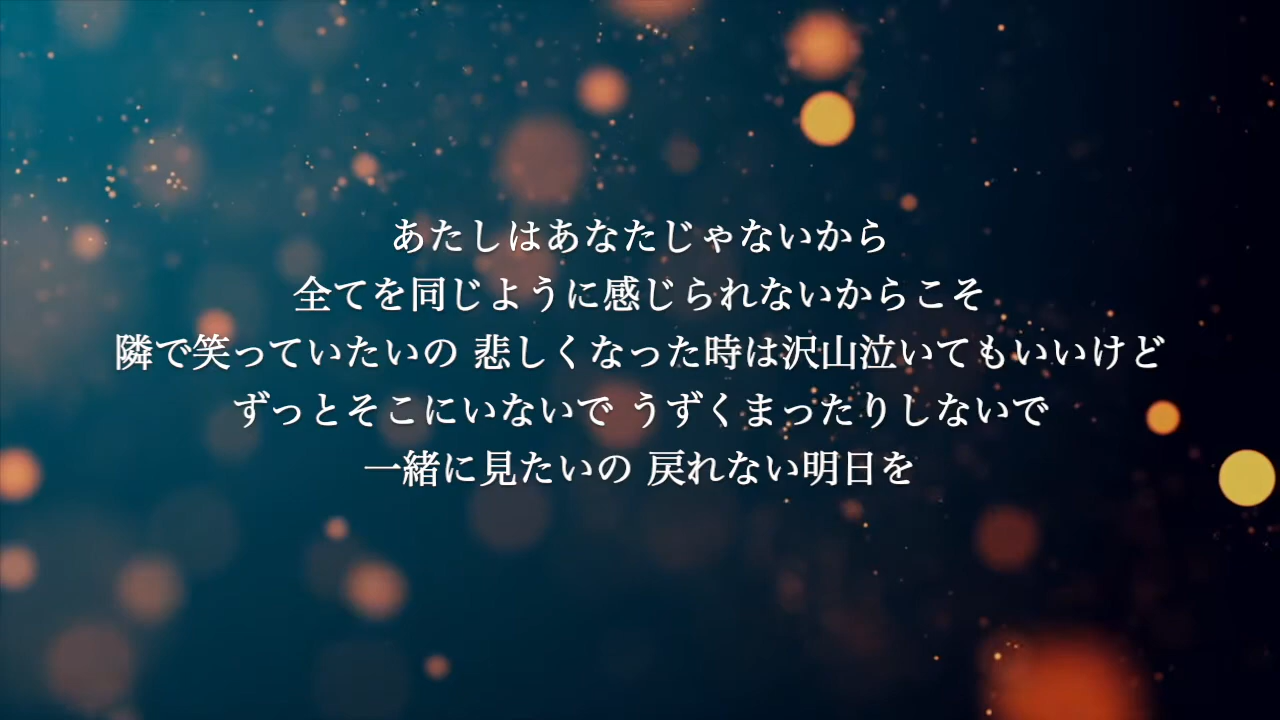 あたしはあなたじゃないから
全てを同じように感じられないからこそ
隣で笑っていたいの 悲しくなった時は沢山泣いてもいいけど
ずっとそこにいないで うずくまったりしないで
一緒に見たいの 戻れない明日を